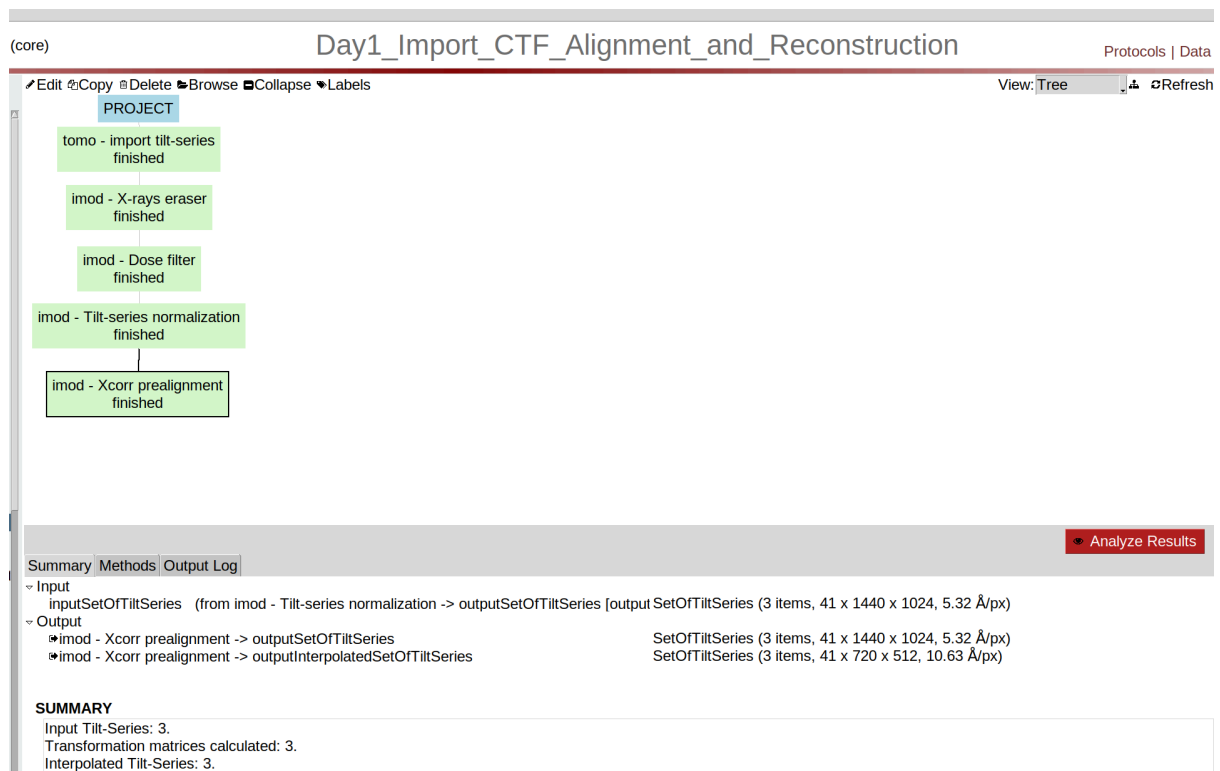 (core) Day1_Import_CTF_Alignment_and_Reconstruction Protocols | Data
Edit Copy Delete Browse Collapse Labels View: Tree Refresh
PROJECT
tomo - import tilt-series
finished
imod - X-rays eraser
finished
imod - Dose filter
finished
imod - Tilt-series normalization
finished
imod - Xcorr prealignment
finished
Analyze Results
Summary Methods Output Log
Input
inputSetOfTiltSeries (from imod - Tilt-series normalization -> outputSetOfTiltSeries [output SetOfTiltSeries (3 items, 41 x 1440 x 1024, 5.32 Å/px)
Output
imod - Xcorr prealignment -> outputSetOfTiltSeries SetOfTiltSeries (3 items, 41 x 1440 x 1024, 5.32 Å/px)
imod - Xcorr prealignment -> outputInterpolatedSetOfTiltSeries SetOfTiltSeries (3 items, 41 x 720 x 512, 10.63 Å/px)
SUMMARY
Input Tilt-Series: 3.
Transformation matrices calculated: 3.
Interpolated Tilt-Series: 3.